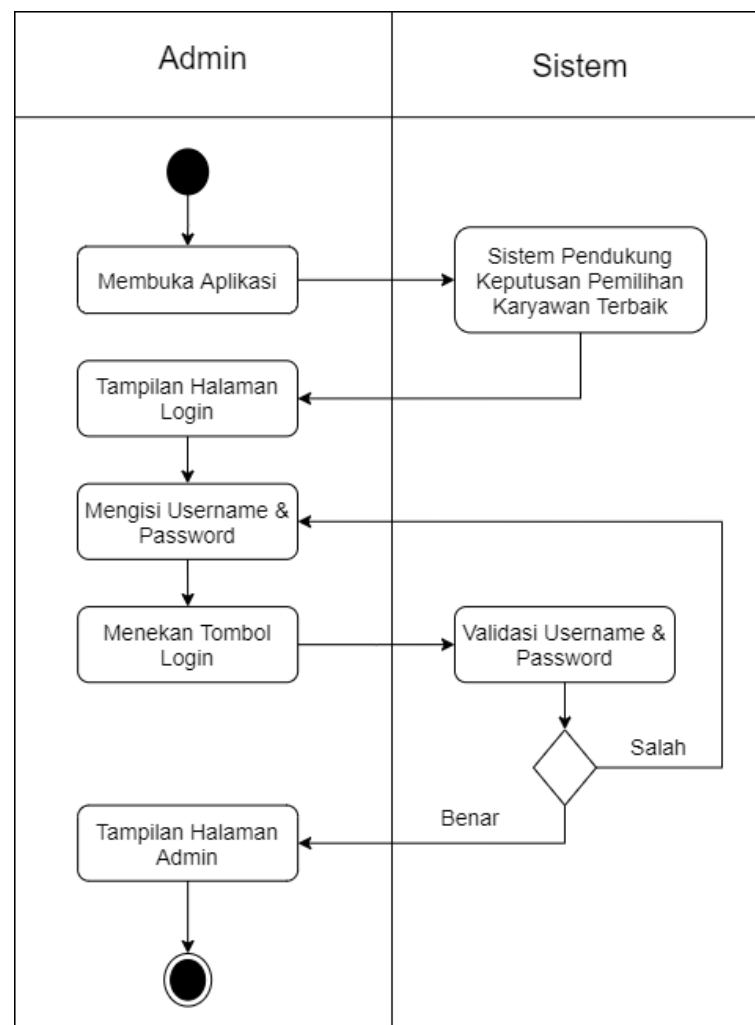 Admin
Sistem
Membuka Aplikasi
Sistem Pendukung
Keputusan Pemilihan
Karyawan Terbaik
Tampilan Halaman
Login
Mengisi Username &
Password
Menekan Tombol
Login
Validasi Username &
Password
Salah
Benar
Tampilan Halaman
Admin